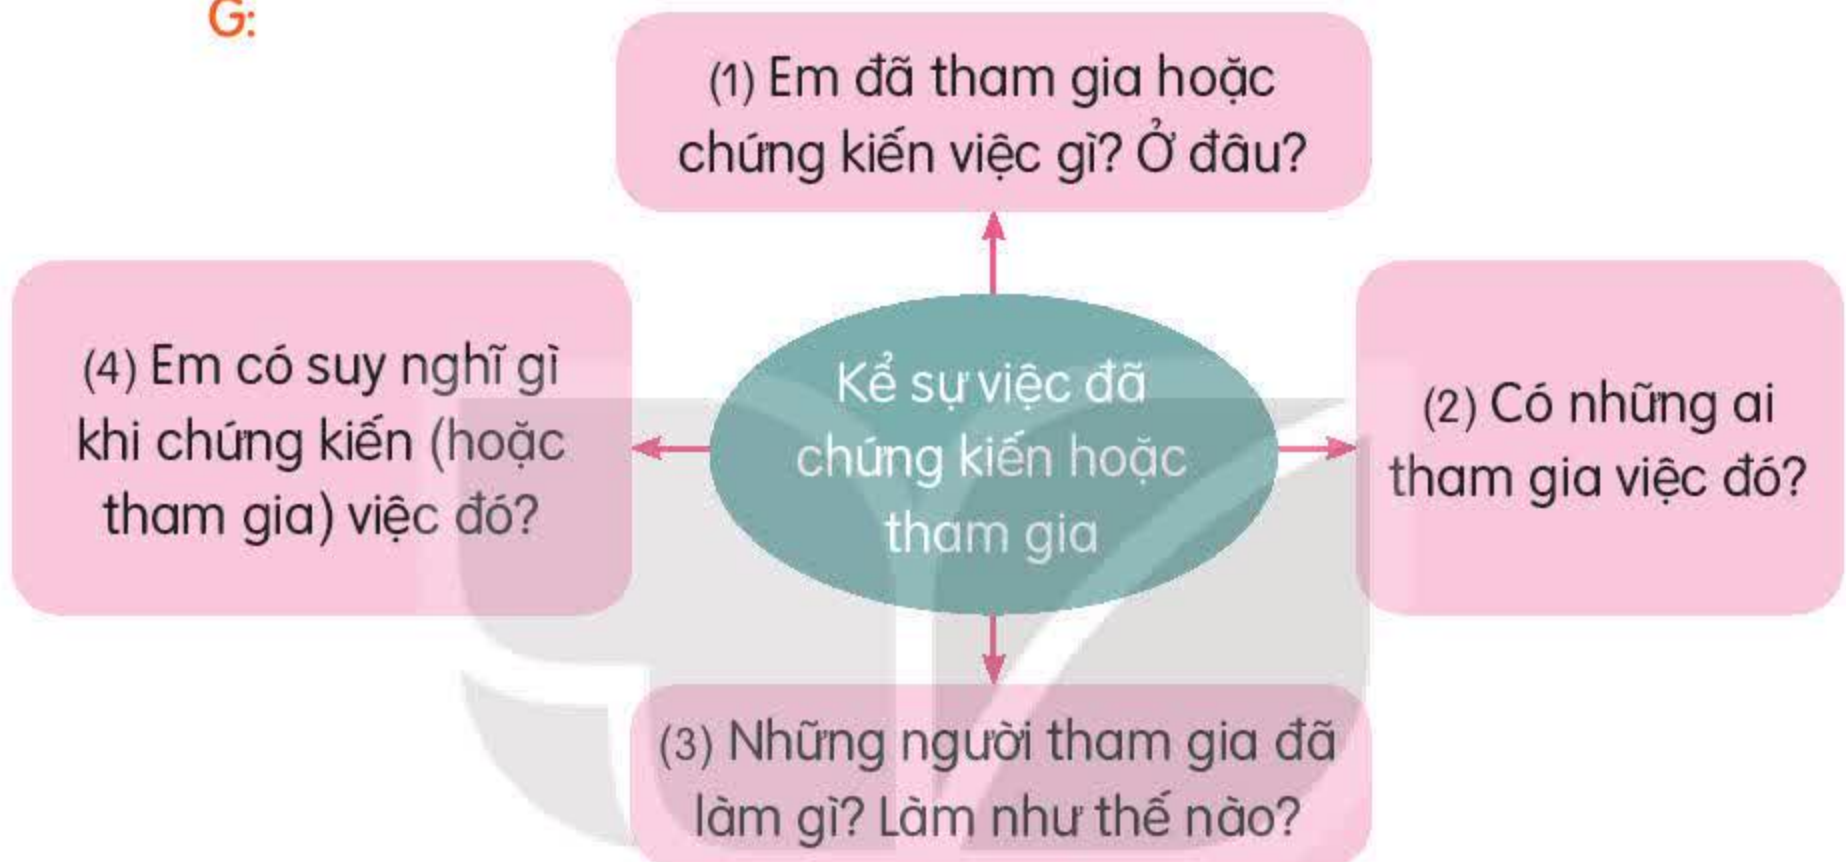 G:
(1) Em đã tham gia hoặc
chứng kiến việc gì? Ở đâu?
(2) Có những ai
tham gia việc đó?
(3) Những người tham gia đã
làm gì? Làm như thế nào?
(4) Em có suy nghĩ gì
khi chứng kiến (hoặc
tham gia) việc đó?
Kể sự việc đã
chứng kiến hoặc
tham gia